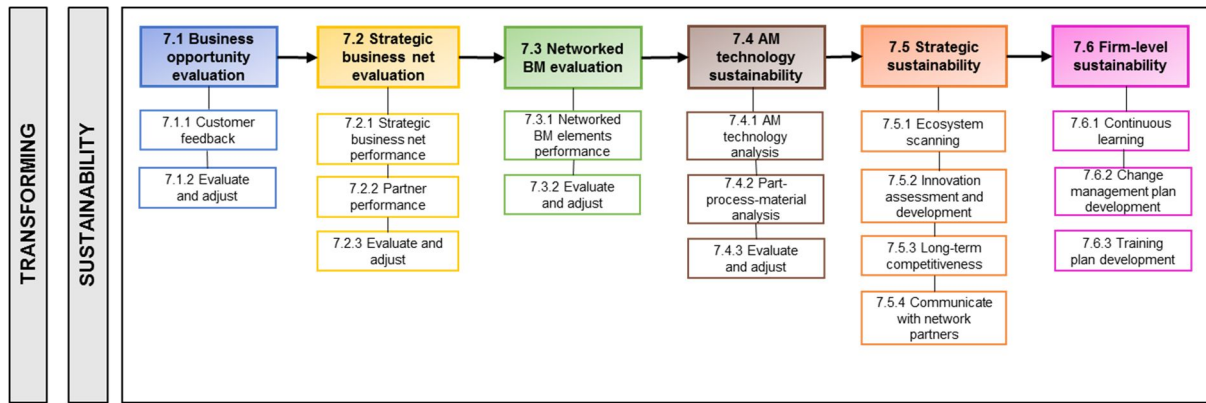 TRANSFORMING
SUSTAINABILITY
7.1 Business
opportunity
evaluation
7.1.1 Customer
feedback
7.1.2 Evaluate
and adjust
7.2 Strategic
business net
evaluation
7.2.1 Strategic
business net
performance
7.2.2 Partner
performance
7.2.3 Evaluate and
adjust
7.3 Networked
BM evaluation
7.3.1 Networked
BM elements
performance
7.3.2 Evaluate
and adjust
7.4 AM
technology
sustainability
7.4.1 AM
technology
analysis
7.4.2 Part-
process-material
analysis
7.4.3 Evaluate
and adjust
7.5 Strategic
sustainability
7.5.1 Ecosystem
scanning
7.5.2 Innovation
assessment and
development
7.5.3 Long-term
competitiveness
7.5.4 Communicate
with network
partners
7.6 Firm-level
sustainability
7.6.1 Continuous
learning
7.6.2 Change
management plan
development
7.6.3 Training
plan development